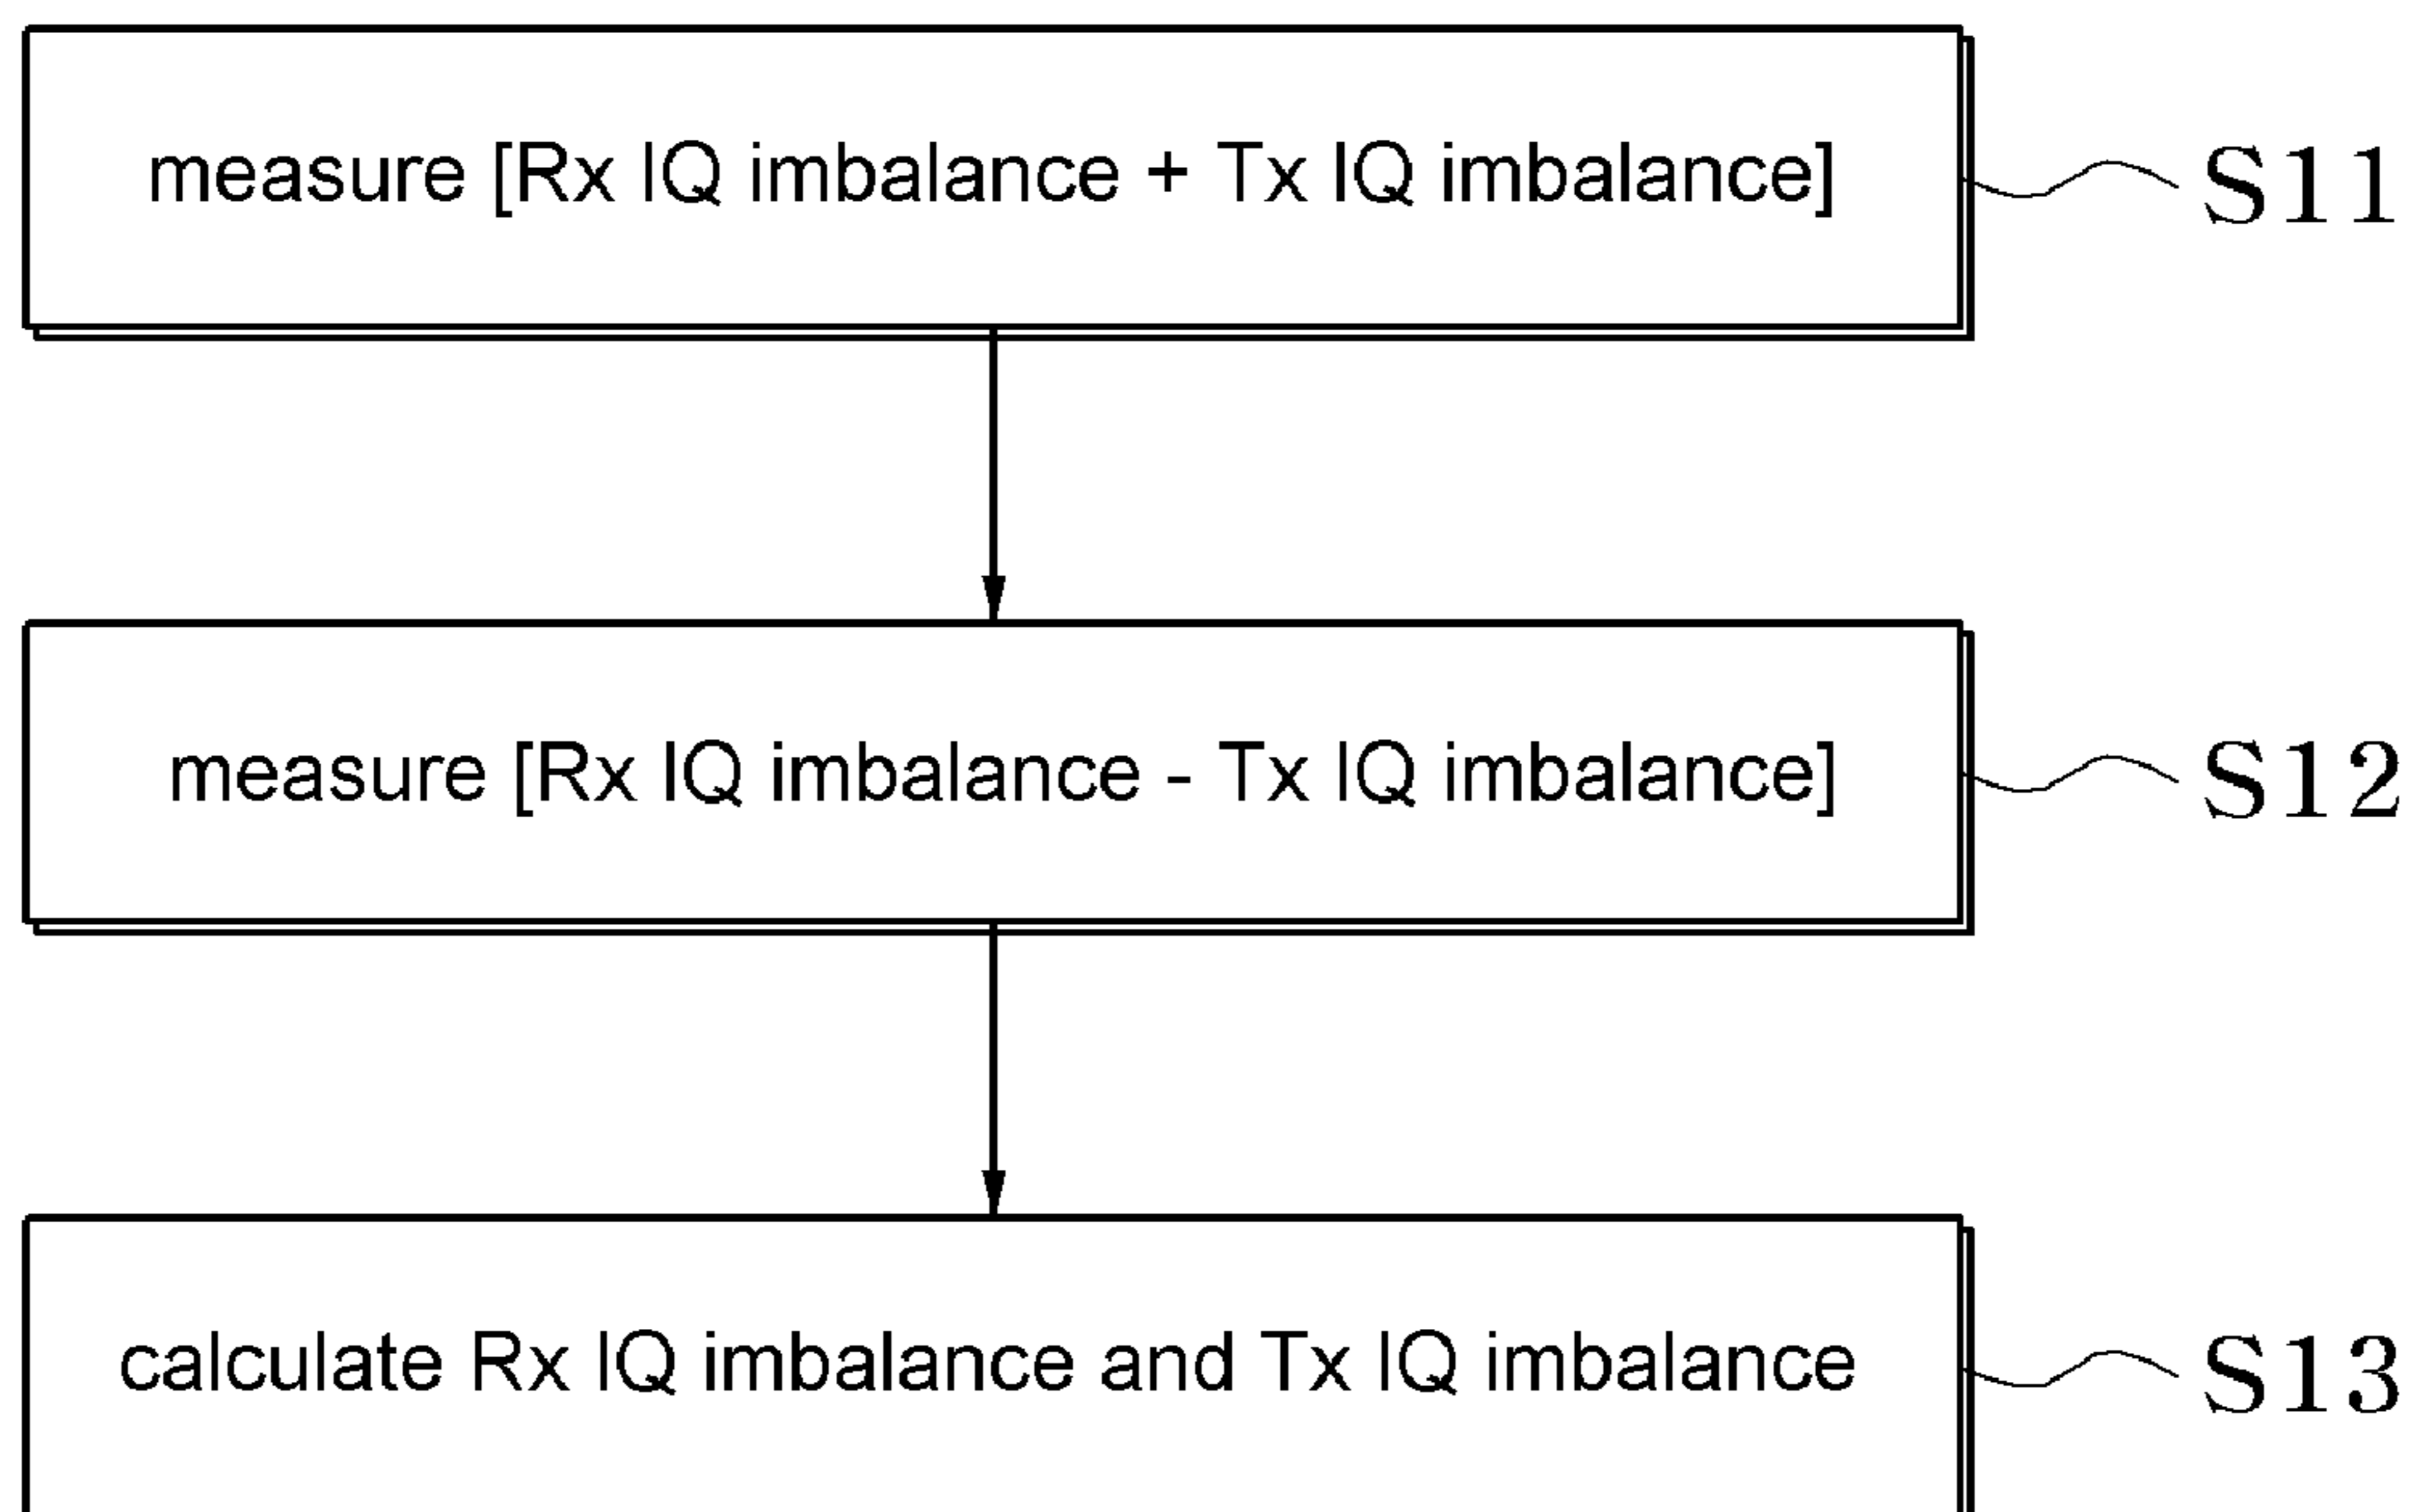 measure [Rx IQ imbalance + Tx IQ imbalance]
S11
measure [Rx IQ imbalance - Tx IQ imbalance]
S12
calculate Rx IQ imbalance and Tx IQ imbalance
S13